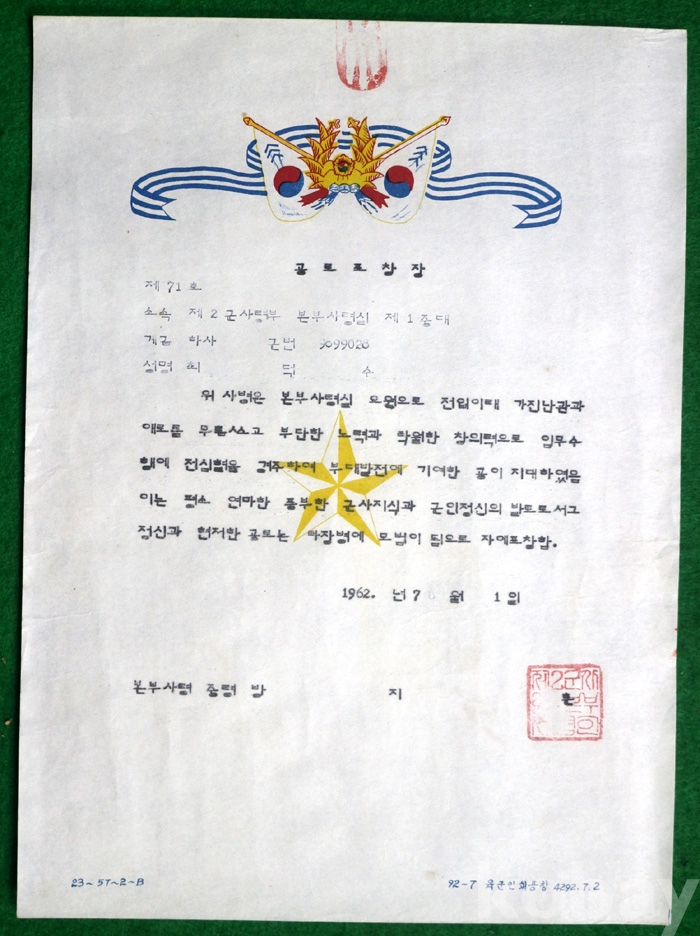 공로표창장
제 71 호
소속 제 2 군사령부 본부사령실 제 1 중대
계급 하사 군번 9099020
성명 최 덕 수
위 사병은 본부사령실 요원으로 전입이래 가진난관과
애로를 무릅쓰고 부단한 노력과 탁월한 창의력으로 임무수
행에 전심혈을 경주하여 부대발전에 기여한 공이 지대하였음
이는 평소 연마한 풍부한 군사지식과 군인정신의 발로로서 그
정신과 현저한 공로는 타장병에 모범이 됨으로 자에표창함.
1962. 년 7 월 1 일
본부사령 중령 방 지 은
23~57~2~B
92~7 육군인쇄공창 4292.7.2